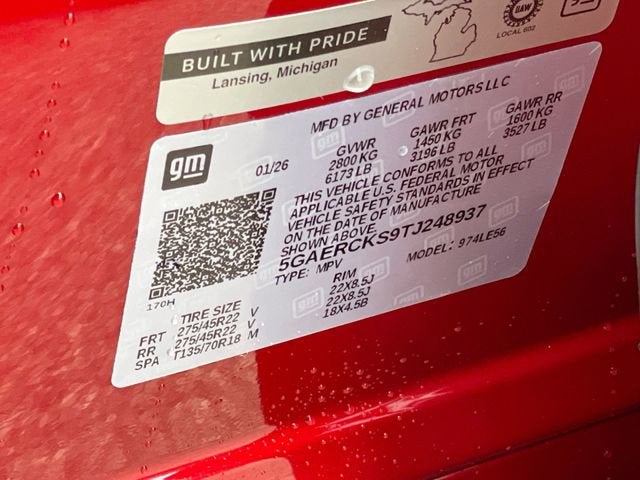 BUILT WITH PRIDE
Lansing, Michigan
UAW
LOCAL 602
gm
MFD BY GENERAL MOTORS LLC
01/26
GVWR GAWR FRT GAWR RR
2800 KG 1450 KG 1600 KG
6173 LB 3196 LB 3527 LB
THIS VEHICLE CONFORMS TO ALL
APPLICABLE U.S. FEDERAL MOTOR
VEHICLE SAFETY STANDARDS IN EFFECT
ON THE DATE OF MANUFACTURE
SHOWN ABOVE.
5GAERCKS9TJ248937
TYPE: MPV MODEL: 974LE56
170H
TIRE SIZE RIM
FRT 275/45R22 V 22X8.5J
RR 275/45R22 V 22X8.5J
SPA T135/70R18 M 18X4.5B